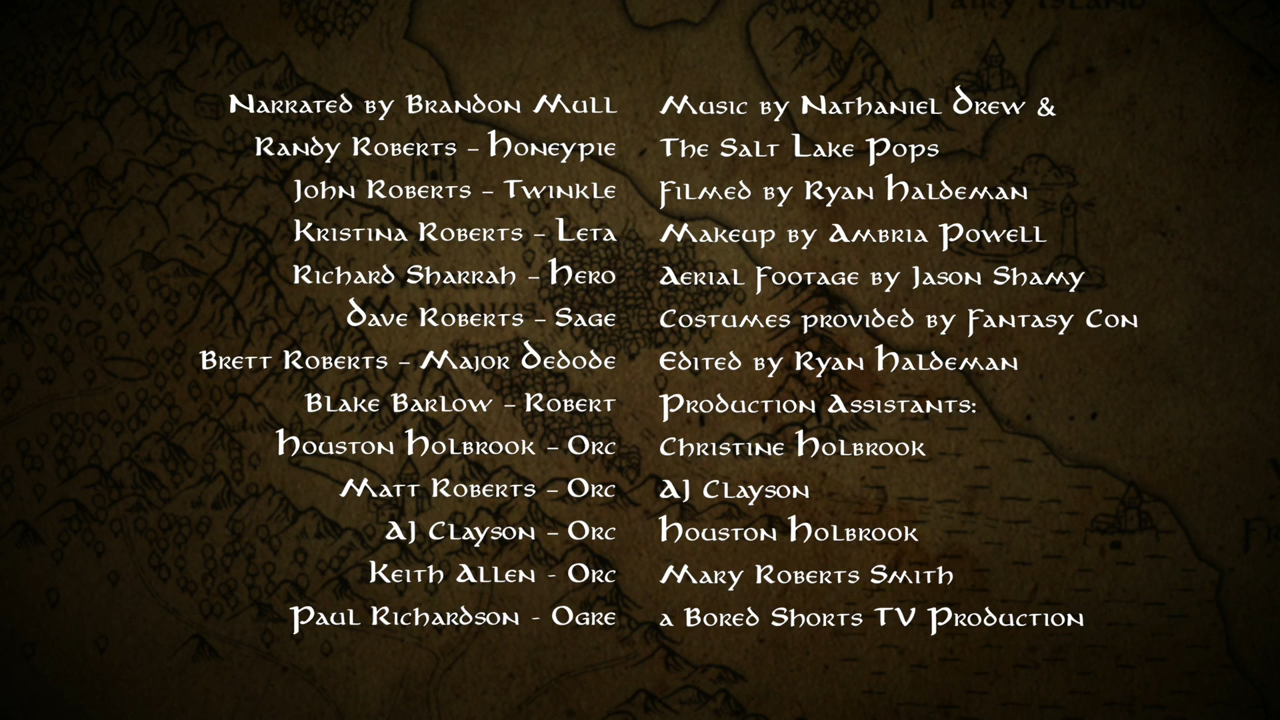 Narrated by Brandon Mull
Randy Roberts – Honeypie
John Roberts – Twinkle
Kristina Roberts – Leta
Richard Sharrah – Hero
Dave Roberts – Sage
Brett Roberts – Major Dedode
Blake Barlow – Robert
Houston Holbrook – Orc
Matt Roberts – Orc
AJ Clayson – Orc
Keith Allen - Orc
Paul Richardson - Ogre
Music by Nathaniel Drew &
The Salt Lake Pops
Filmed by Ryan Haldeman
Makeup by Ambria Powell
Aerial Footage by Jason Shamy
Costumes provided by Fantasy Con
Edited by Ryan Haldeman
Production Assistants:
Christine Holbrook
AJ Clayson
Houston Holbrook
Mary Roberts Smith
a Bored Shorts TV Production
Fairy Island